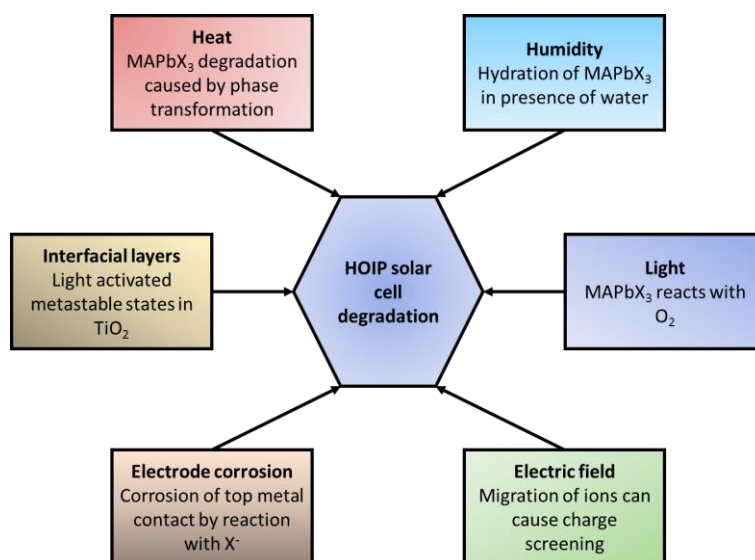 Heat
MAPbX₃ degradation
caused by phase
transformation
Humidity
Hydration of MAPbX₃
in presence of water
Interfacial layers
Light activated
metastable states in
TiO₂
HOIP solar
cell
degradation
Light
MAPbX₃ reacts with
O₂
Electrode corrosion
Corrosion of top metal
contact by reaction
with X⁻
Electric field
Migration of ions can
cause charge
screening